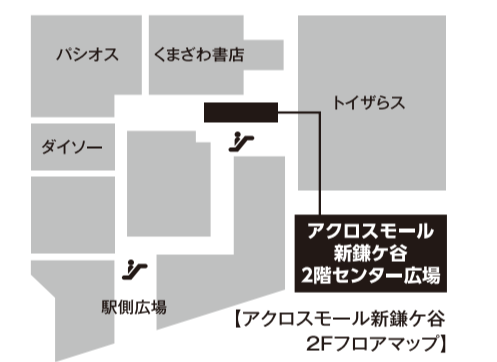 パシオス
くまざわ書店
トイザらス
ダイソー
アクロスモール
新鎌ケ谷
2階センター広場
駅側広場
【アクロスモール新鎌ケ谷
2Fフロアマップ】